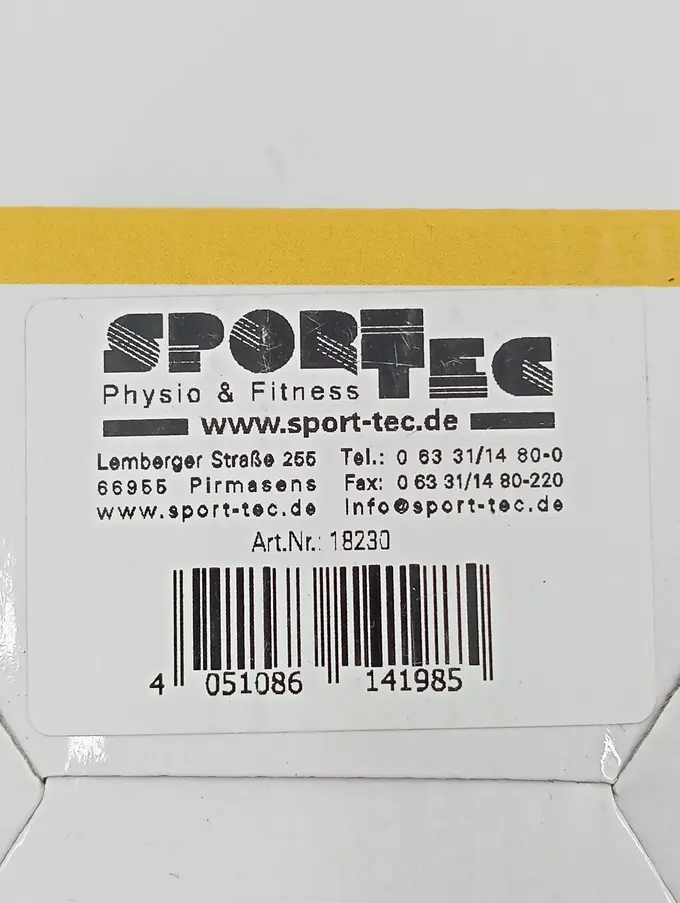 SPORTEC
Physio & Fitness
www.sport-tec.de
Lemberger Straße 255 Tel.: 0 63 31/14 80-0
66955 Pirmasens Fax: 0 63 31/14 80-220
www.sport-tec.de Info@sport-tec.de
Art.Nr.: 18230
4 051086 141985